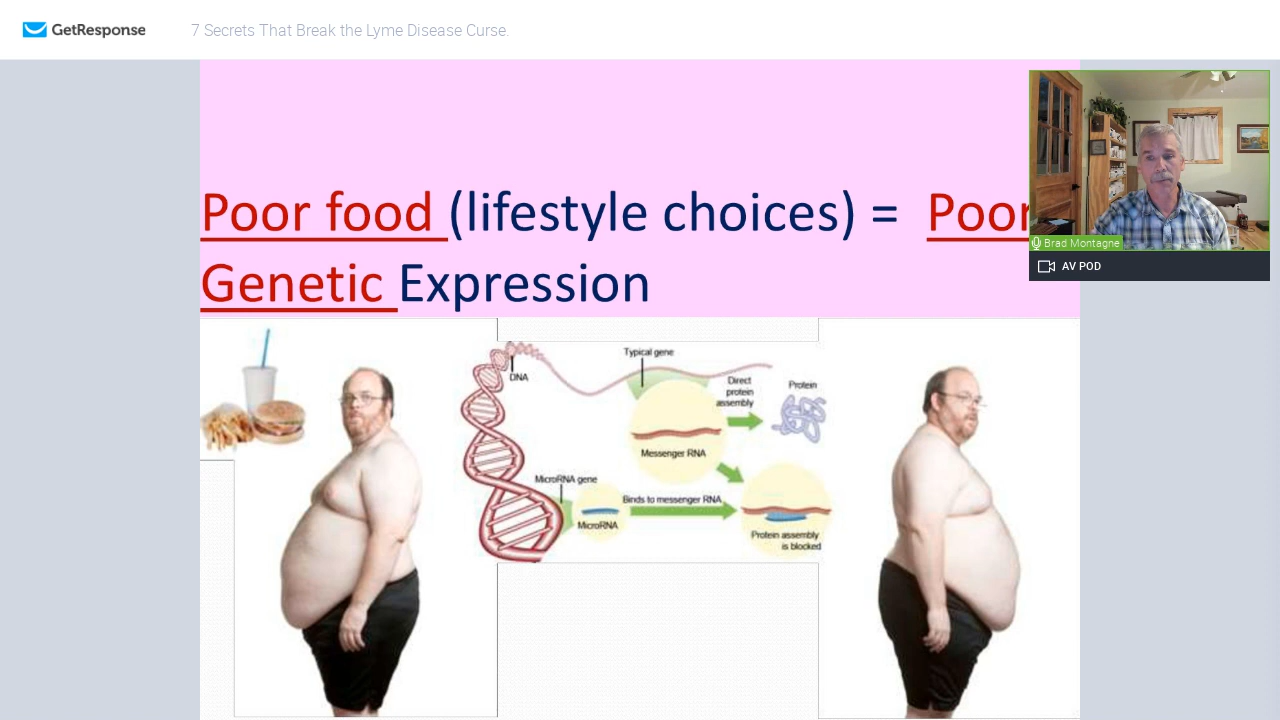 GetResponse
7 Secrets That Break the Lyme Disease Curse.
Poor food (lifestyle choices) = Poor
Genetic Expression
Brad Montagne
AV POD
DNA
Typical gene
Direct
protein
assembly
Protein
Messenger RNA
MicroRNA gene
MicroRNA
Binds to messenger RNA
Protein assembly
is blocked